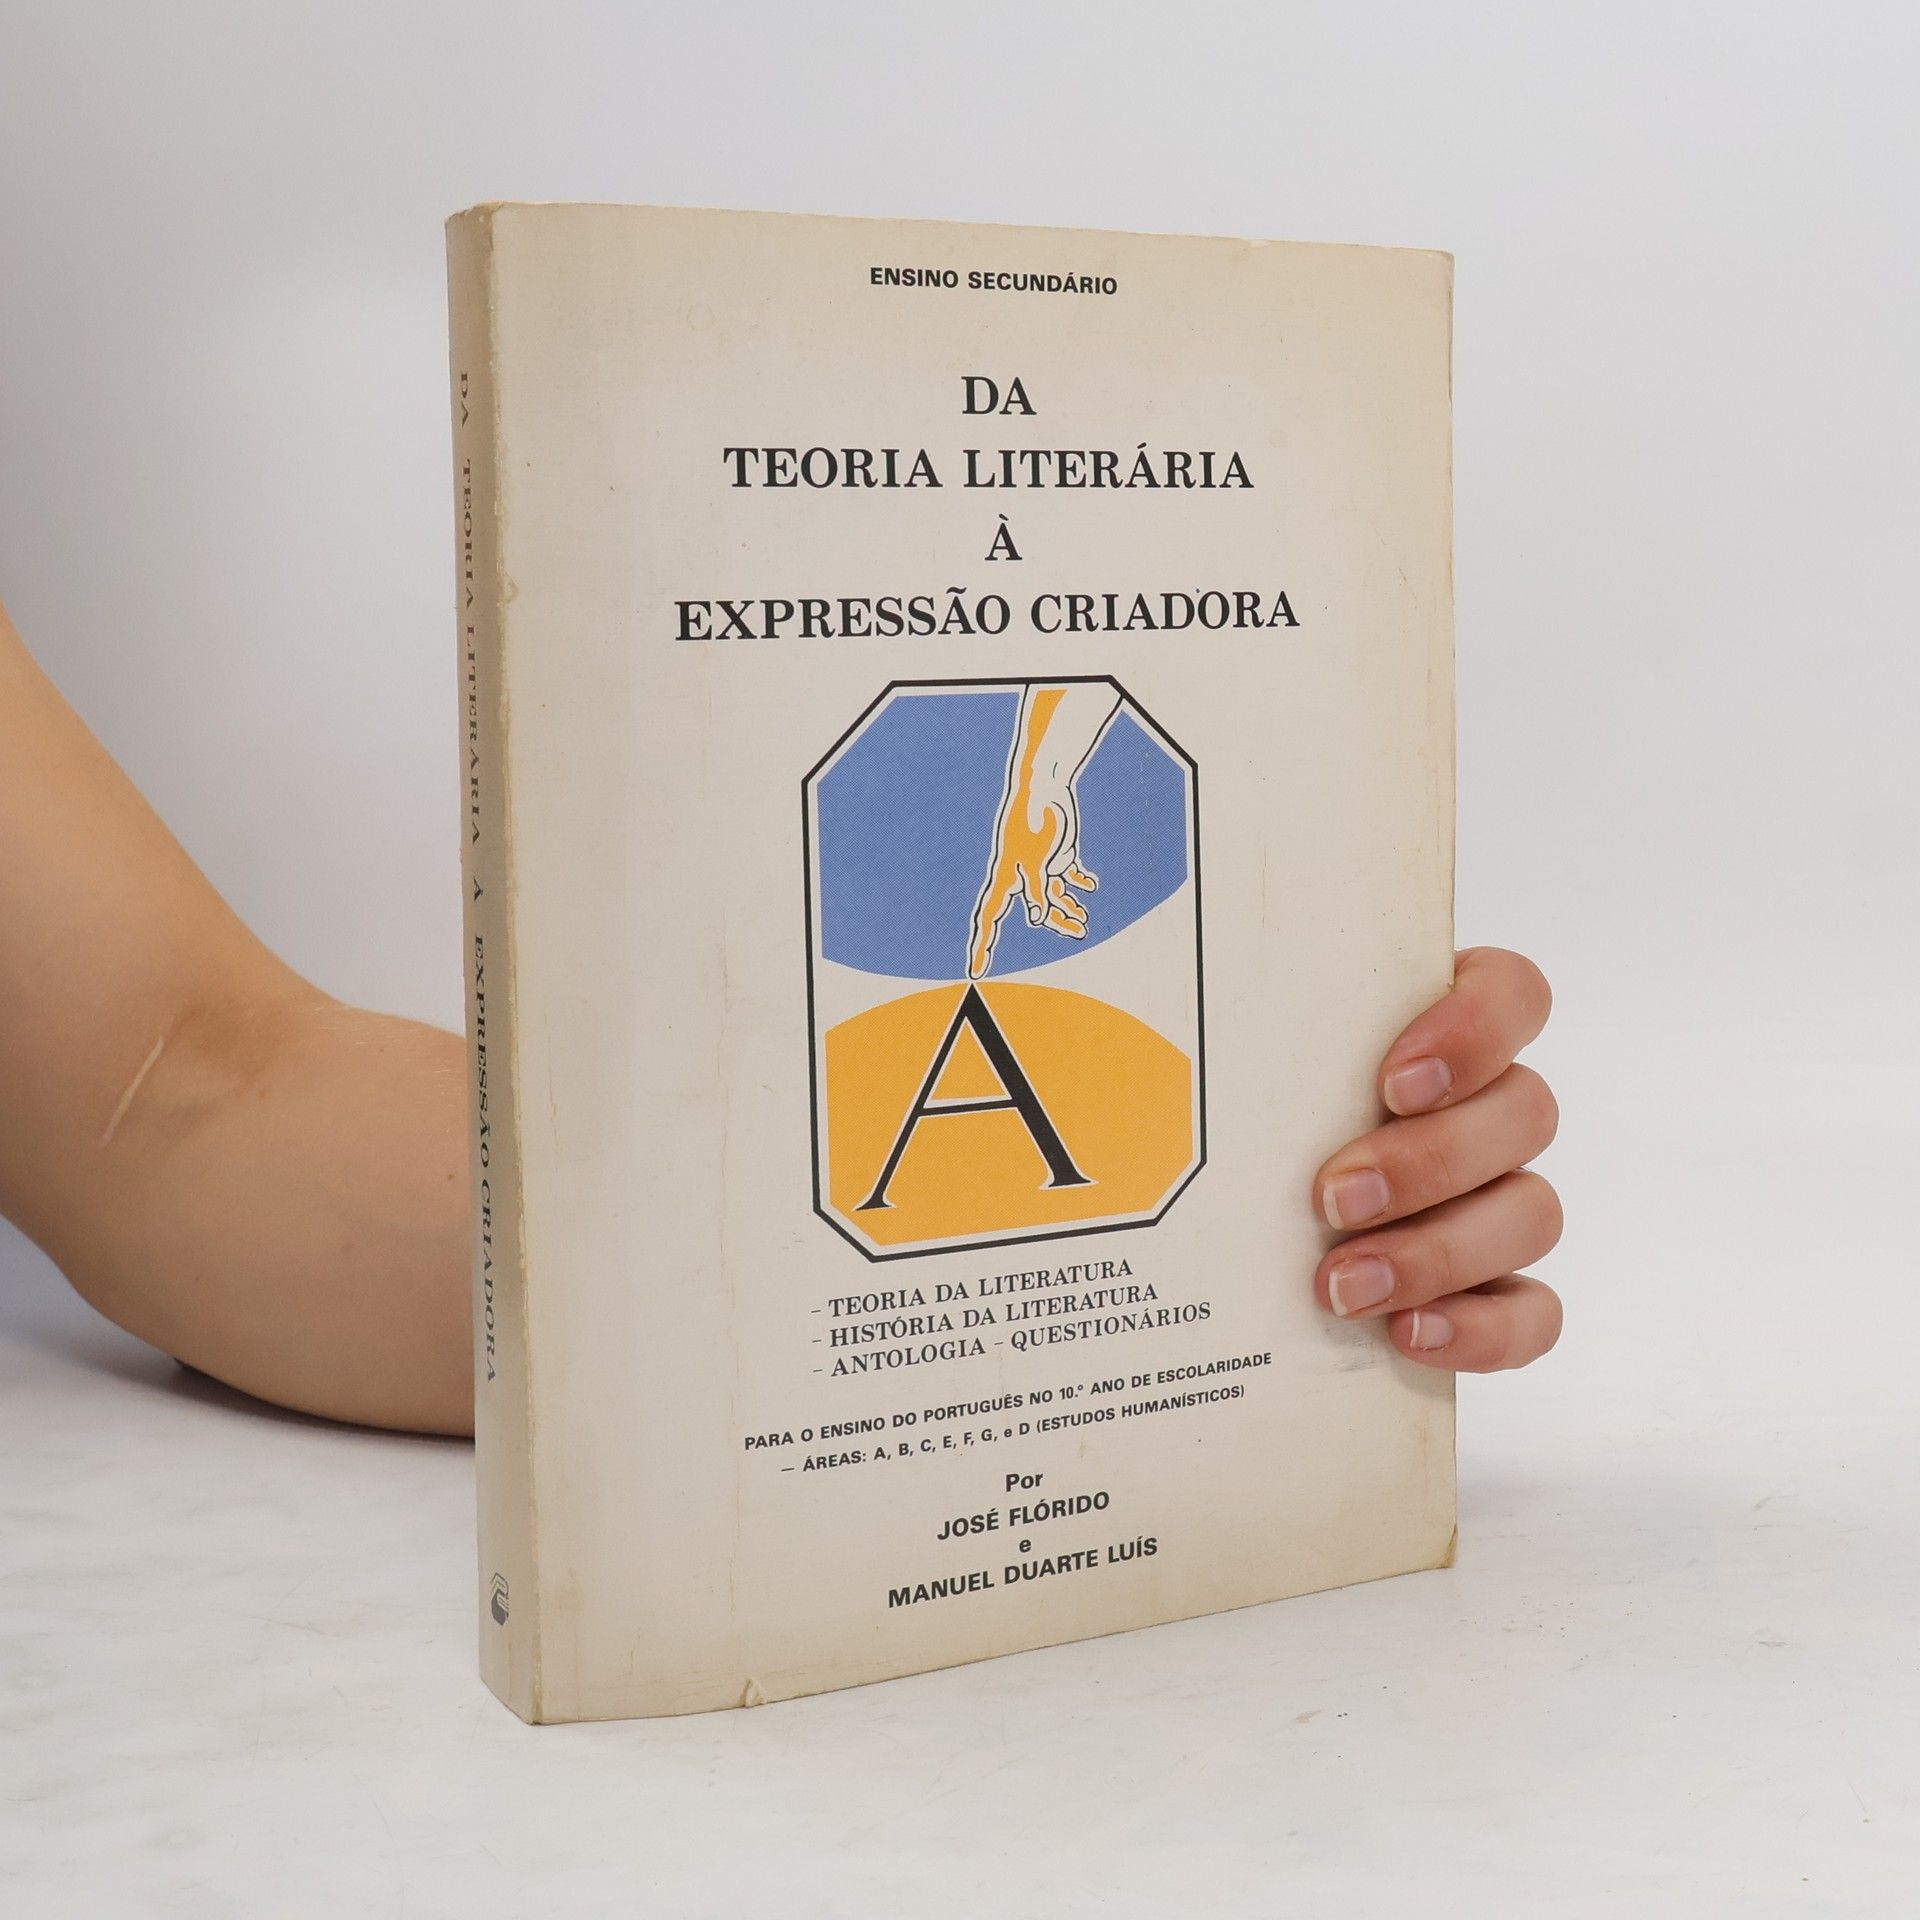 ENSINO SECUNDÁRIO
DA
TEORIA LITERÁRIA
À
EXPRESSÃO CRIADORA
A
- TEORIA DA LITERATURA
- HISTÓRIA DA LITERATURA
- ANTOLOGIA - QUESTIONÁRIOS
PARA O ENSINO DO PORTUGUÊS NO 10.º ANO DE ESCOLARIDADE
— ÁREAS: A, B, C, E, F, G, e D (ESTUDOS HUMANÍSTICOS)
Por
JOSÉ FLÓRIDO
e
MANUEL DUARTE LUÍS
DA TEORIA LITERÁRIA À EXPRESSÃO CRIADORA